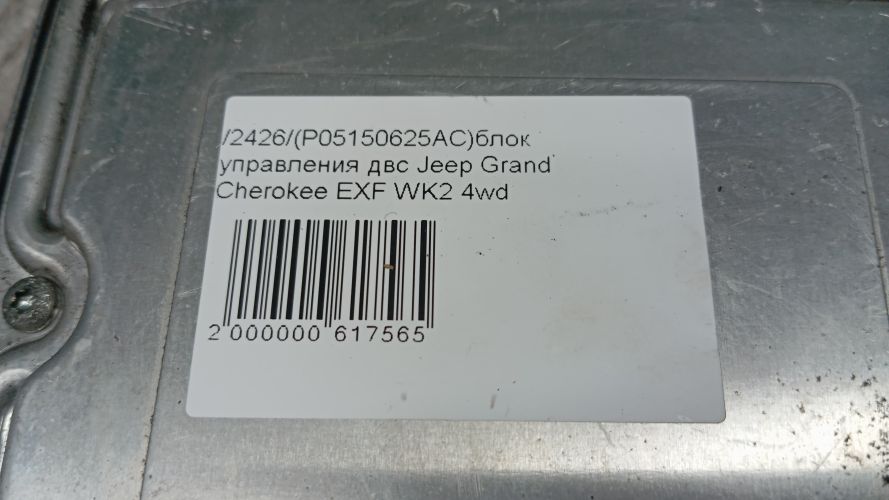 /2426/(P05150625AC)блок
управления двс Jeep Grand
Cherokee EXF WK2 4wd
2 000000 617565